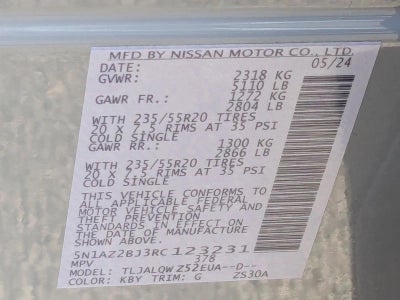 MFD BY NISSAN MOTOR CO., LTD.
DATE: 05/24
GVWR: 2318 KG
5110 LB
GAWR FR.: 1272 KG
2804 LB
WITH 235/55R20 TIRES
20 X 7.5 RIMS AT 35 PSI
COLD SINGLE
GAWR RR.: 1300 KG
2866 LB
WITH 235/55R20 TIRES
20 X 7.5 RIMS AT 35 PSI
COLD SINGLE
THIS VEHICLE CONFORMS TO
ALL APPLICABLE FEDERAL
MOTOR VEHICLE SAFETY AND
THEFT PREVENTION
STANDARDS IN EFFECT ON
THE DATE OF MANUFACTURE
SHOWN ABOVE.
5N1AZ2BJ3RC123231
MPV 378
MODEL: TLJALQWZ52EUA--D--
COLOR: KBY TRIM: G ZS30A